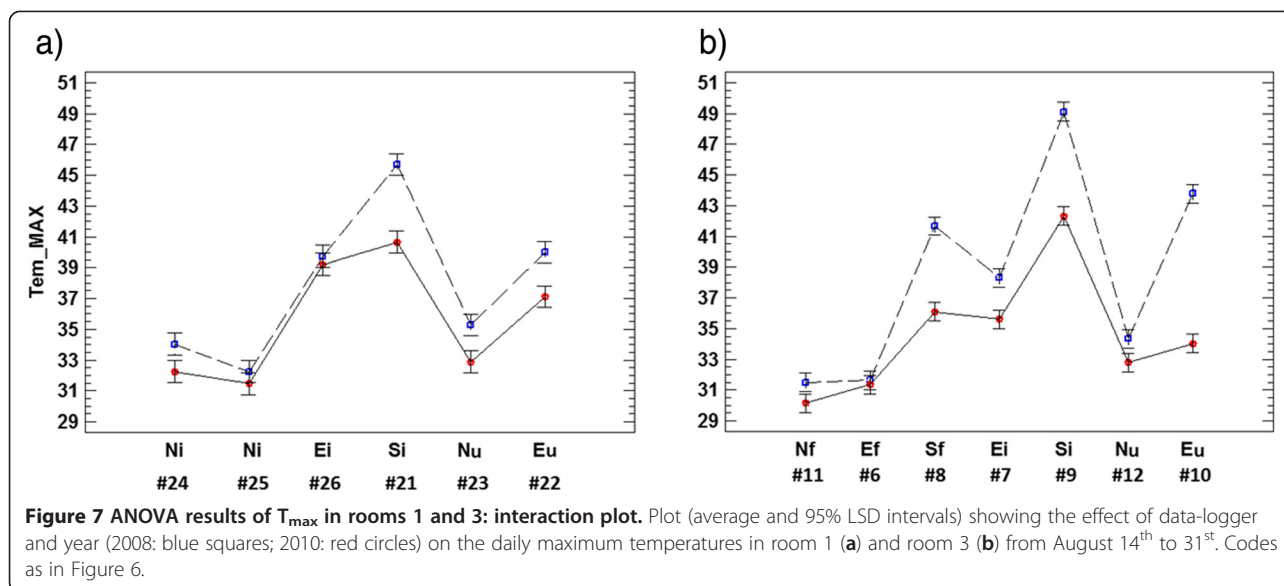 a)
b)
51
49
47
45
43
41
39
37
35
33
31
29
Tem_MAX
Ni Ni Ei Si Nu Eu
#24 #25 #26 #21 #23 #22
51
49
47
45
43
41
39
37
35
33
31
29
Nf Ef Sf Ei Si Nu Eu
#11 #6 #8 #7 #9 #12 #10
Figure 7 ANOVA results of Tmax in rooms 1 and 3: interaction plot. Plot (average and 95% LSD intervals) showing the effect of data-logger
and year (2008: blue squares; 2010: red circles) on the daily maximum temperatures in room 1 (a) and room 3 (b) from August 14th to 31st. Codes
as in Figure 6.